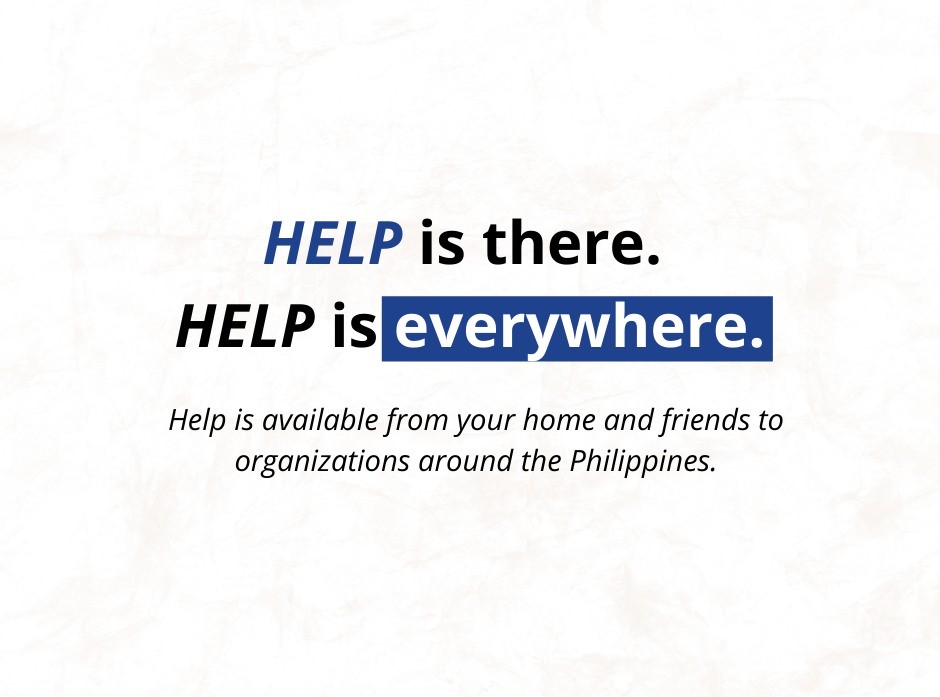 HELP is there.
HELP is everywhere.
Help is available from your home and friends to
organizations around the Philippines.